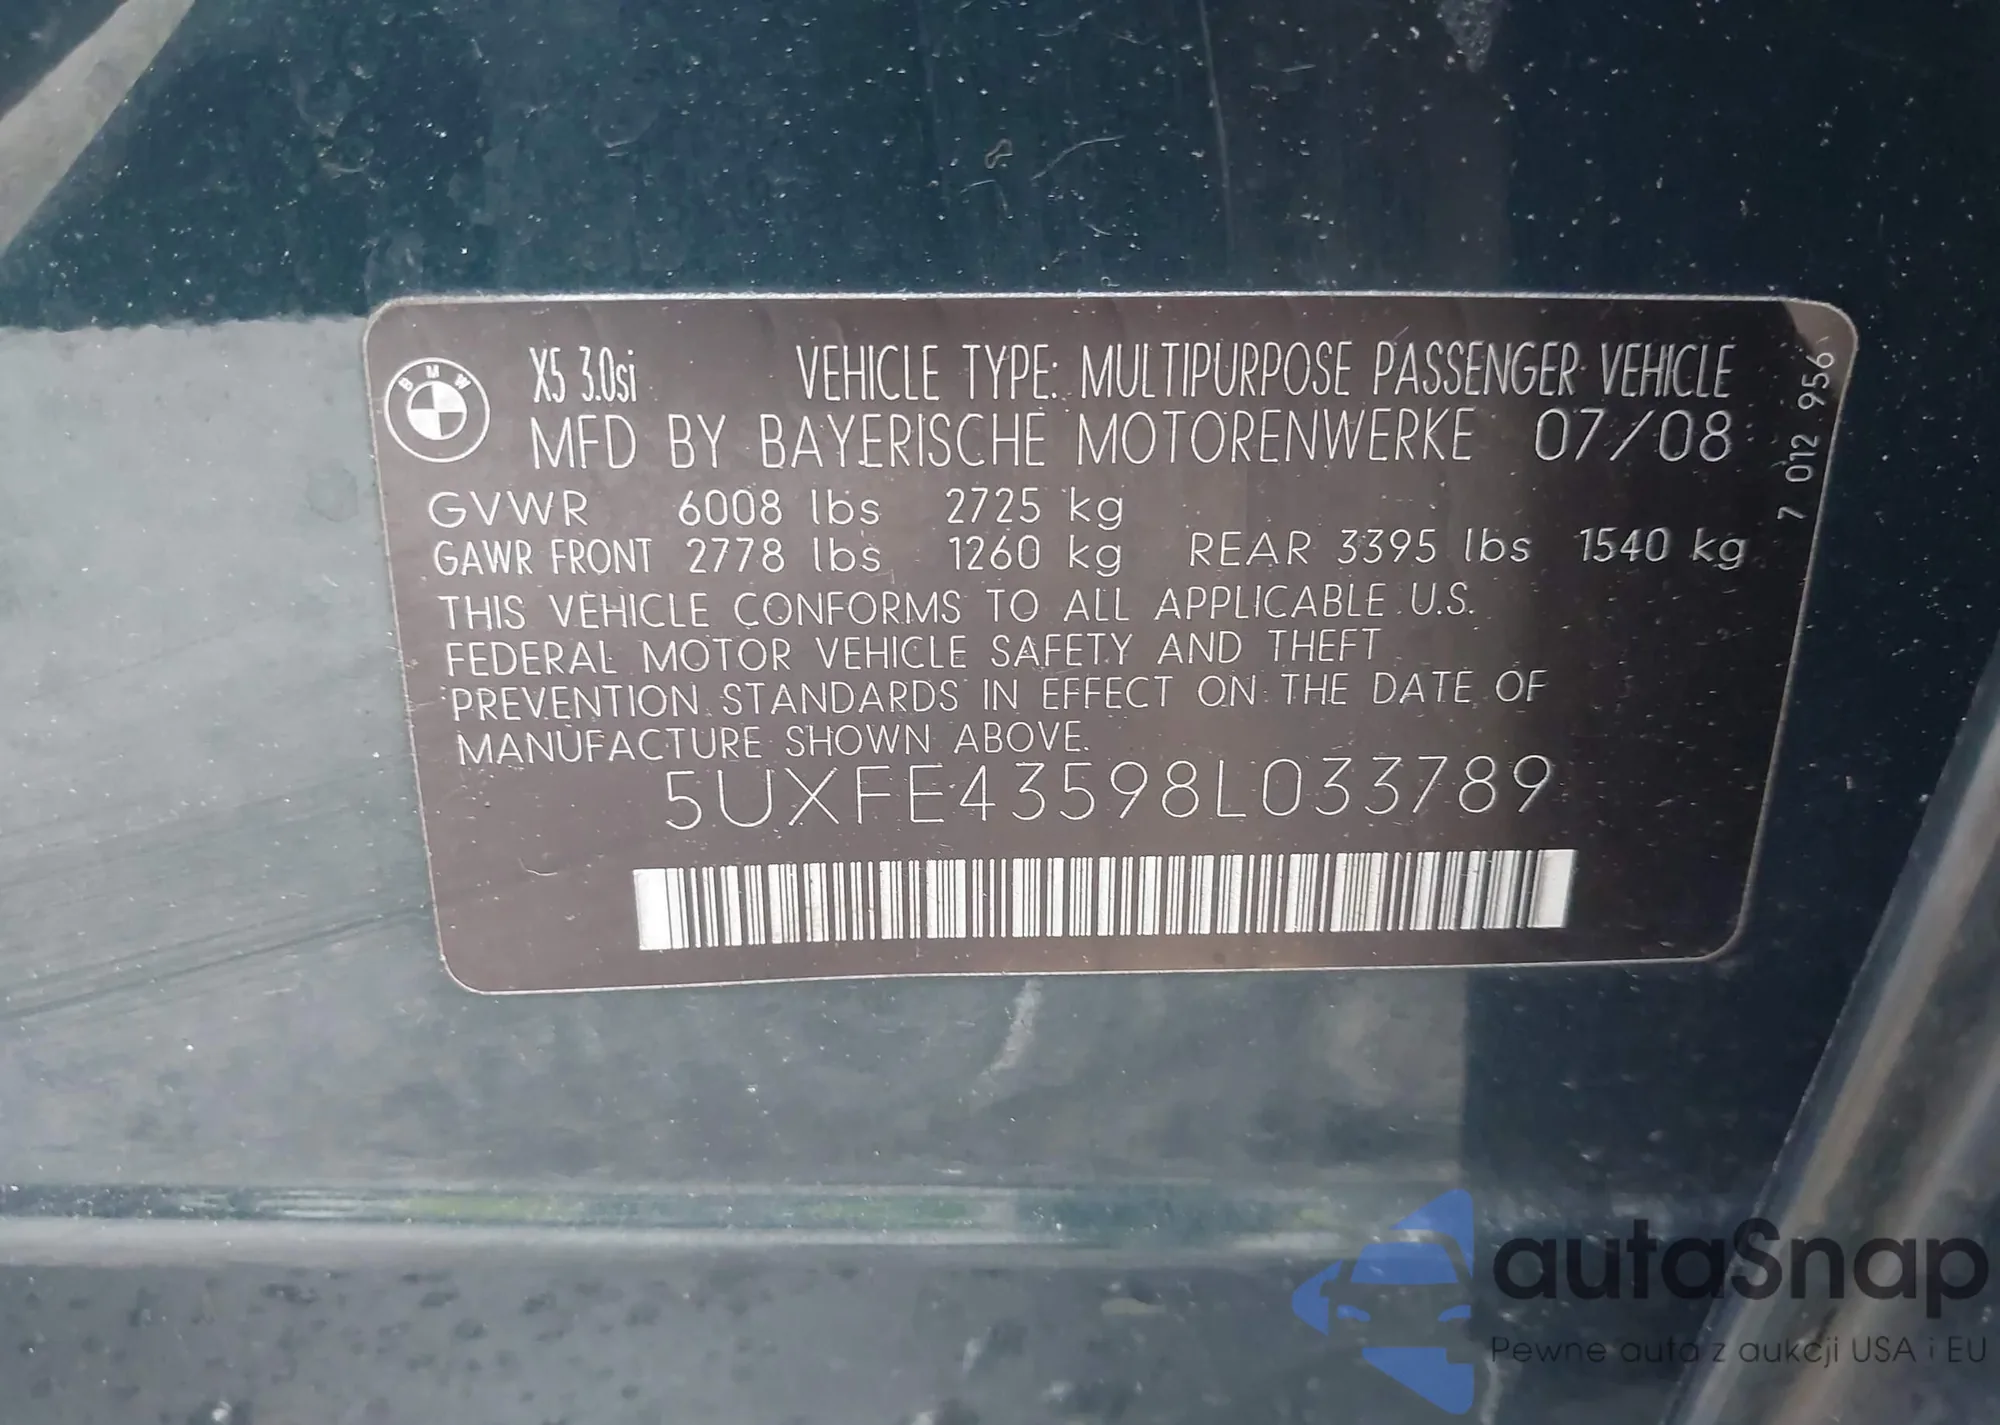 BMW
X5 3.0si VEHICLE TYPE: MULTIPURPOSE PASSENGER VEHICLE
MFD BY BAYERISCHE MOTORENWERKE 07/08
GVWR 6008 lbs 2725 kg
GAWR FRONT 2778 lbs 1260 kg REAR 3395 lbs 1540 kg
THIS VEHICLE CONFORMS TO ALL APPLICABLE U.S.
FEDERAL MOTOR VEHICLE SAFETY AND THEFT
PREVENTION STANDARDS IN EFFECT ON THE DATE OF
MANUFACTURE SHOWN ABOVE.
5UXFE43598L033789
7 012 956
autaSnap
Pewne auta z aukcji USA i EU